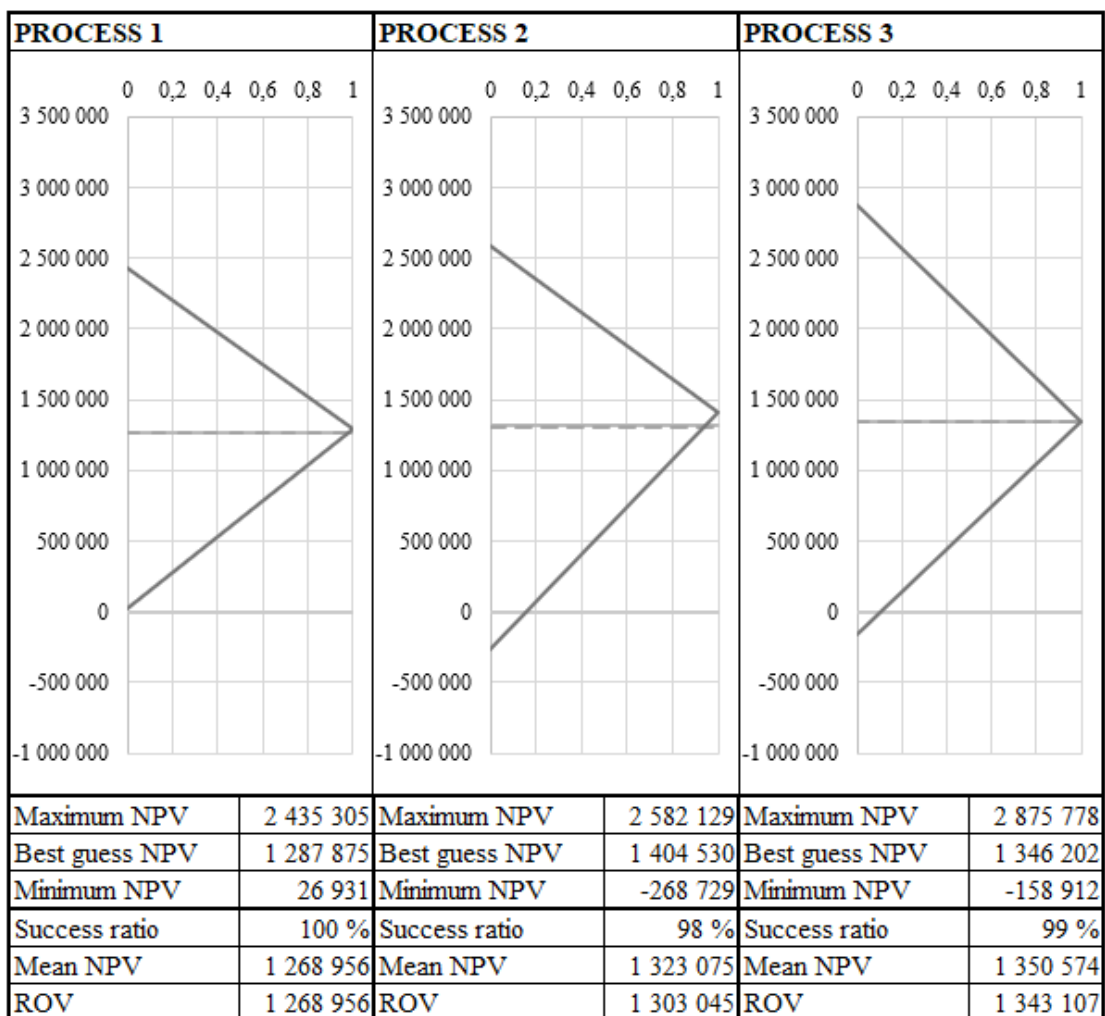 PROCESS 1 PROCESS 2 PROCESS 3
0 0,2 0,4 0,6 0,8 1 0 0,2 0,4 0,6 0,8 1 0 0,2 0,4 0,6 0,8 1
3 500 000 3 500 000 3 500 000
3 000 000 3 000 000 3 000 000
2 500 000 2 500 000 2 500 000
2 000 000 2 000 000 2 000 000
1 500 000 1 500 000 1 500 000
1 000 000 1 000 000 1 000 000
500 000 500 000 500 000
0 0 0
-500 000 -500 000 -500 000
-1 000 000 -1 000 000 -1 000 000
Maximum NPV 2 435 305 Maximum NPV 2 582 129 Maximum NPV 2 875 778
Best guess NPV 1 287 875 Best guess NPV 1 404 530 Best guess NPV 1 346 202
Minimum NPV 26 931 Minimum NPV -268 729 Minimum NPV -158 912
Success ratio 100 % Success ratio 98 % Success ratio 99 %
Mean NPV 1 268 956 Mean NPV 1 323 075 Mean NPV 1 350 574
ROV 1 268 956 ROV 1 303 045 ROV 1 343 107